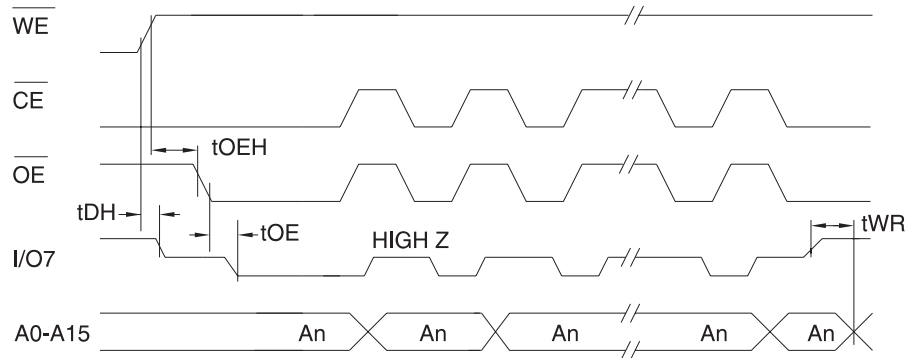 WE
CE
tOEH
OE
tDH
tOE
HIGH Z
tWR
I/O7
A0-A15 An An An An An